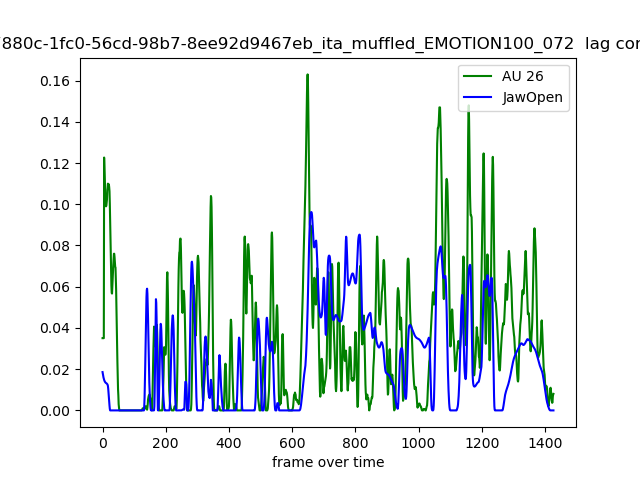 880c-1fc0-56cd-98b7-8ee92d9467eb_ita_muffled_EMOTION100_072 lag cor
AU 26
JawOpen
0.16
0.14
0.12
0.10
0.08
0.06
0.04
0.02
0.00
0 200 400 600 800 1000 1200 1400
frame over time